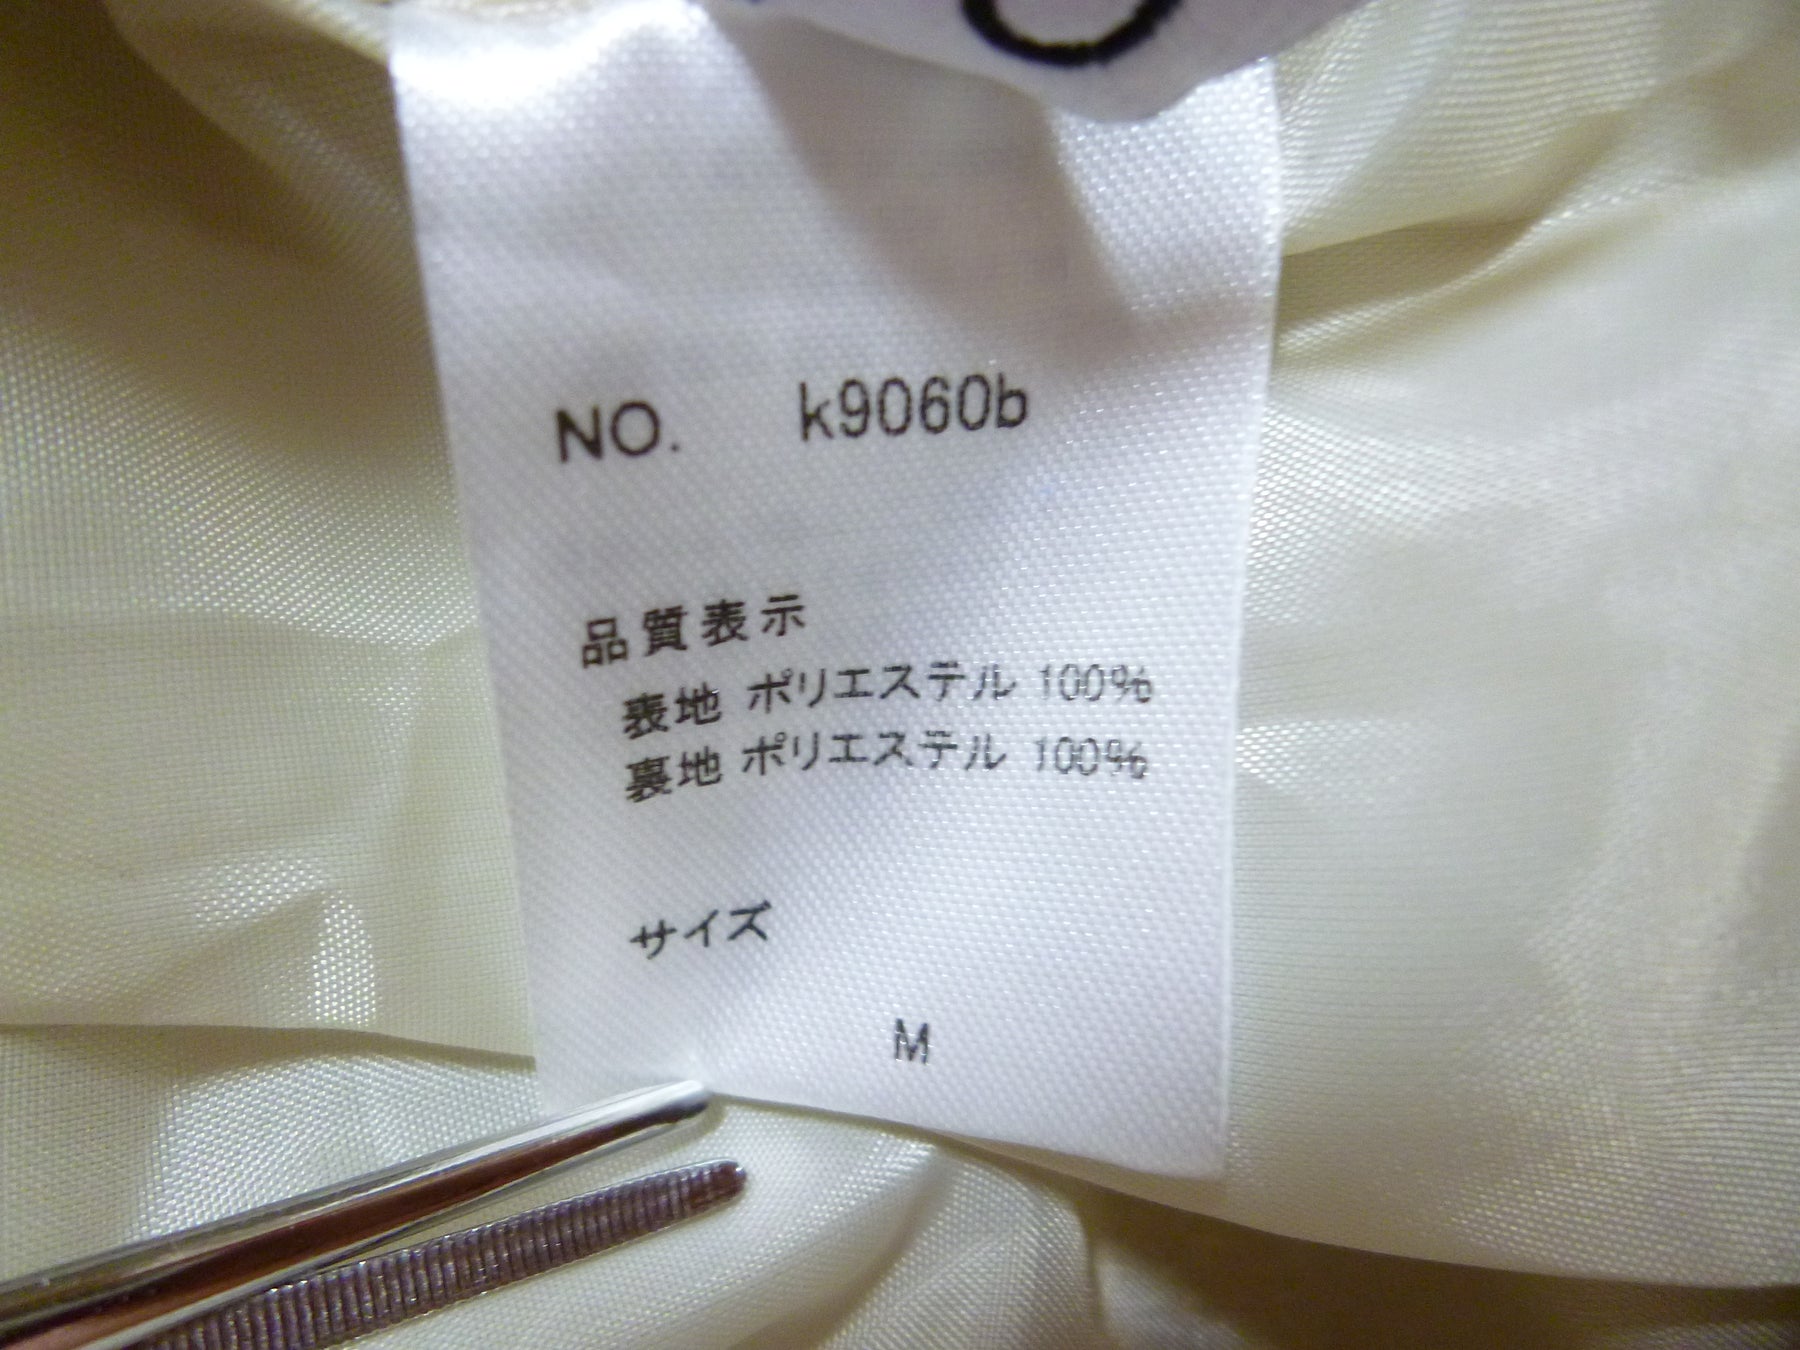 NO. k9060b
品質表示
表地 ポリエステル 100%
裏地 ポリエステル 100%
サイズ
M